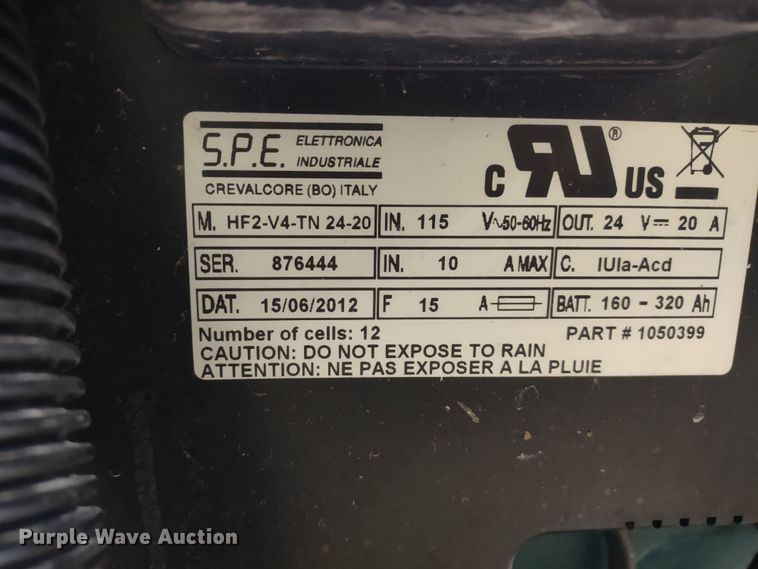 S.P.E. ELETTRONICA INDUSTRIALE
CREVALCORE (BO) ITALY
c RU ® US
M. HF2-V4-TN 24-20 IN. 115 V~50-60Hz OUT. 24 V⎓ 20 A
SER. 876444 IN. 10 A MAX C. IUIa-Acd
DAT. 15/06/2012 F 15 A BATT. 160 - 320 Ah
Number of cells: 12 PART # 1050399
CAUTION: DO NOT EXPOSE TO RAIN
ATTENTION: NE PAS EXPOSER A LA PLUIE
Purple Wave Auction